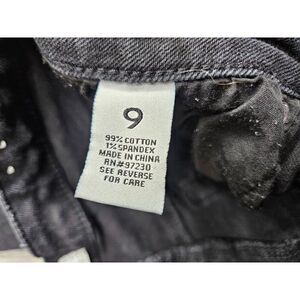 9
99% COTTON
1% SPANDEX
MADE IN CHINA
RN#97230
SEE REVERSE
FOR CARE